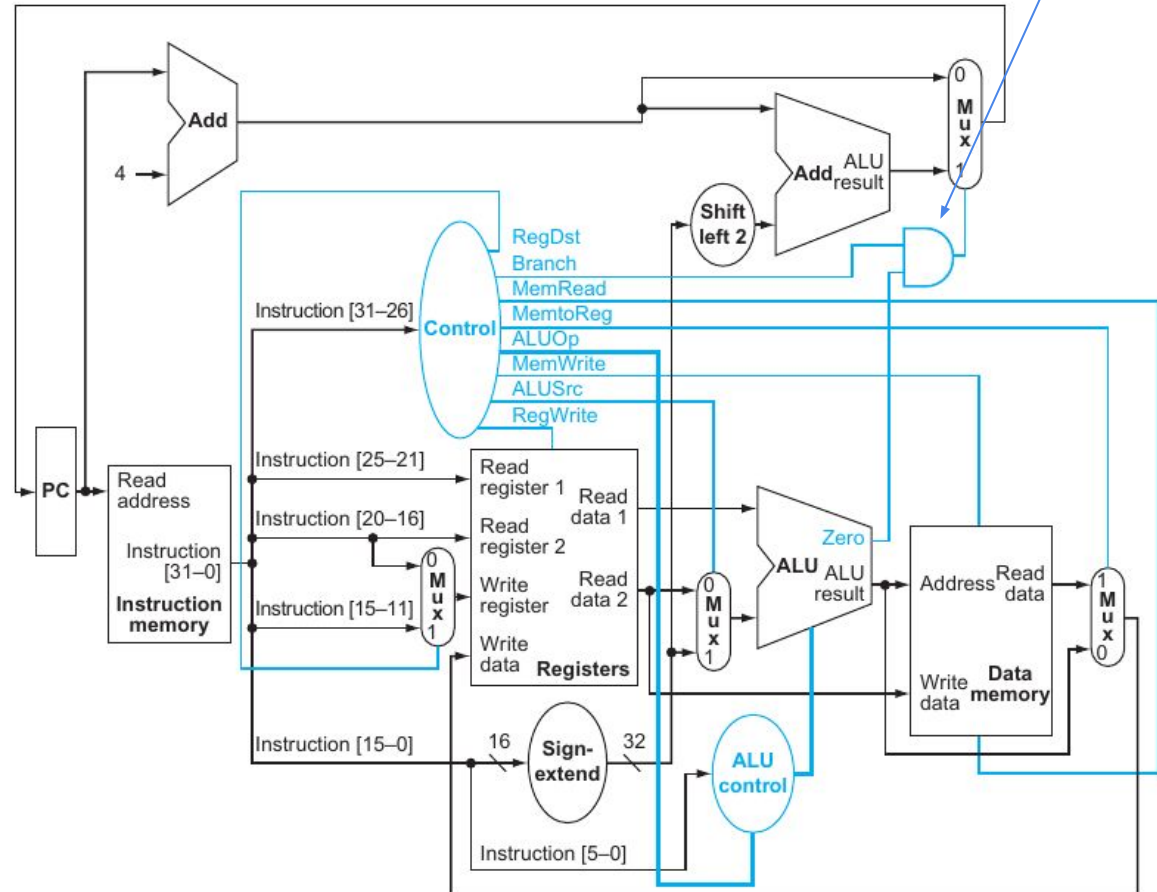 0
M
u
x
1
Add
4
Add
ALU
result
Shift
left 2
RegDst
Branch
MemRead
MemtoReg
ALUOp
MemWrite
ALUSrc
RegWrite
Control
Instruction [31–26]
Instruction [25–21]
Instruction [20–16]
Instruction [15–11]
Instruction [15–0]
Instruction [5–0]
PC
Read
address
Instruction
[31–0]
Instruction
memory
0
M
u
x
1
Read
register 1
Read
register 2
Write
register
Write
data
Read
data 1
Read
data 2
Registers
0
M
u
x
1
Zero
ALU
ALU
result
Address
Read
data
Write
data
Data
memory
1
M
u
x
0
16
Sign-
extend
32
ALU
control